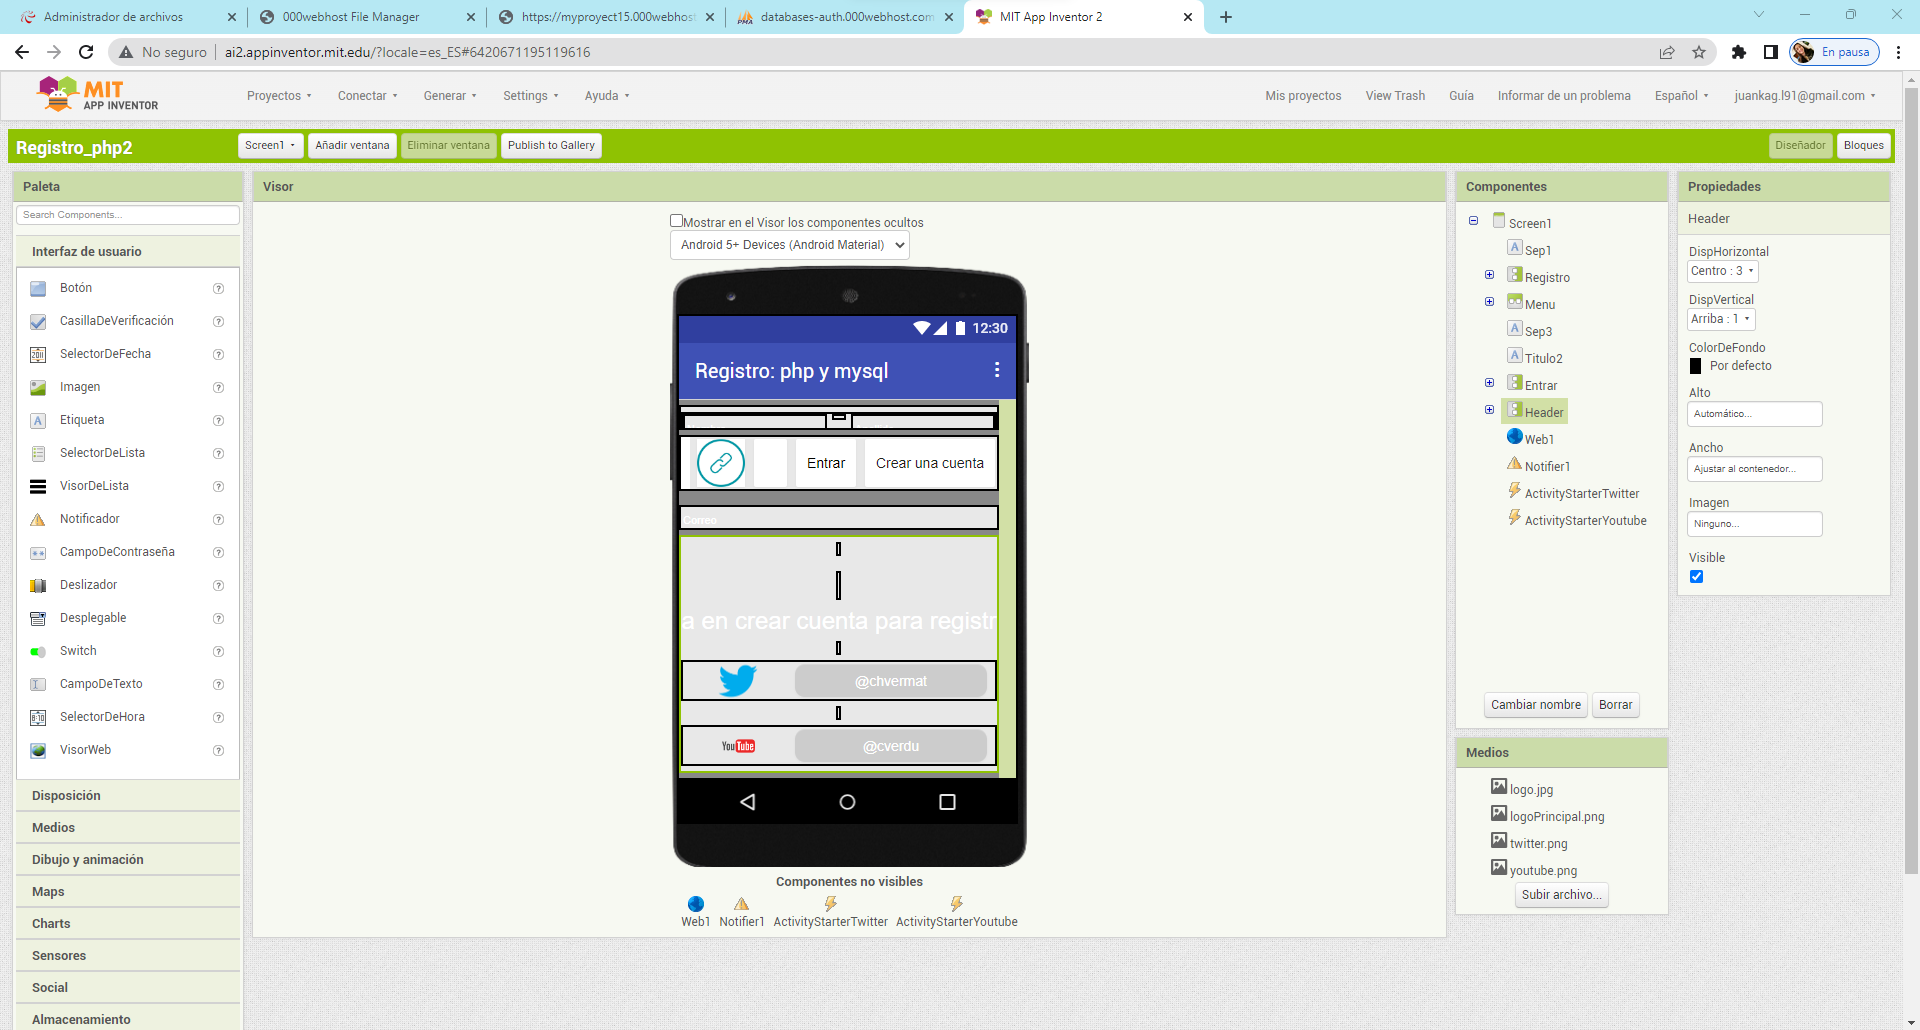 Administrador de archivos
000webhost File Manager
https://myproyect15.000webhost
databases-auth.000webhost.com
MIT App Inventor 2
No seguro
ai2.appinventor.mit.edu/?locale=es_ES#6420671195119616
En pausa
MIT
APP INVENTOR
Proyectos
Conectar
Generar
Settings
Ayuda
Mis proyectos
View Trash
Guía
Informar de un problema
Español
juankag.l91@gmail.com
Registro_php2
Screen1
Añadir ventana
Eliminar ventana
Publish to Gallery
Diseñador
Bloques
Paleta
Search Components...
Interfaz de usuario
Botón
CasillaDeVerificación
SelectorDeFecha
Imagen
Etiqueta
SelectorDeLista
VisorDeLista
Notificador
CampoDeContraseña
Deslizador
Desplegable
Switch
CampoDeTexto
SelectorDeHora
VisorWeb
Disposición
Medios
Dibujo y animación
Maps
Charts
Sensores
Social
Almacenamiento
Visor
Mostrar en el Visor los componentes ocultos
Android 5+ Devices (Android Material)
12:30
Registro: php y mysql
Entrar
Crear una cuenta
Correo
a en crear cuenta para registr
@chvermat
YouTube
@cverdu
Componentes no visibles
Web1
Notifier1
ActivityStarterTwitter
ActivityStarterYoutube
Componentes
Screen1
Sep1
Registro
Menu
Sep3
Titulo2
Entrar
Header
Web1
Notifier1
ActivityStarterTwitter
ActivityStarterYoutube
Cambiar nombre
Borrar
Medios
logo.jpg
logoPrincipal.png
twitter.png
youtube.png
Subir archivo...
Propiedades
Header
DispHorizontal
Centro : 3
DispVertical
Arriba : 1
ColorDeFondo
Por defecto
Alto
Automático...
Ancho
Ajustar al contenedor...
Imagen
Ninguno...
Visible